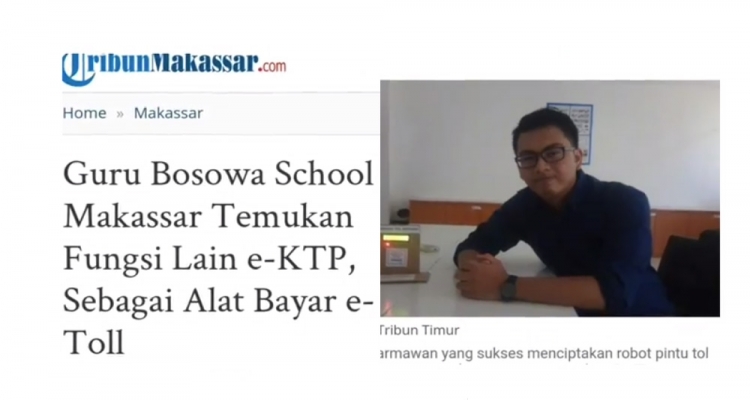 TribunMakassar.com
Home » Makassar
Guru Bosowa School
Makassar Temukan
Fungsi Lain e-KTP,
Sebagai Alat Bayar e-
Toll
Tribun Timur
armawan yang sukses menciptakan robot pintu tol